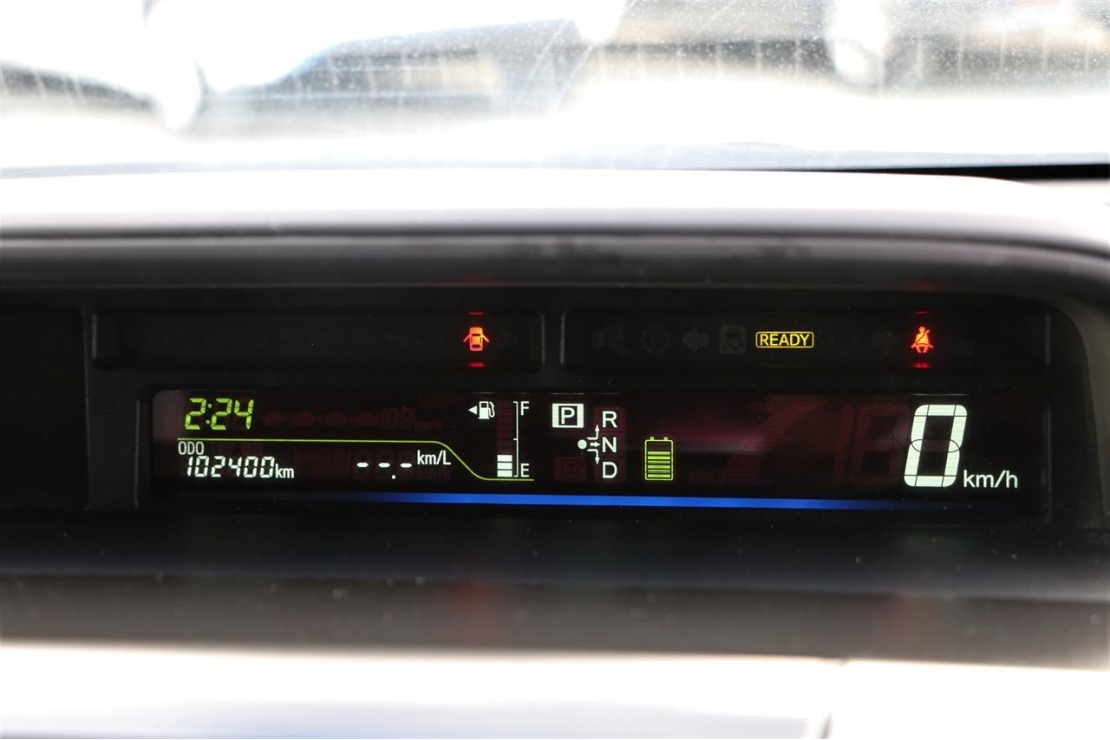 READY
2:24
F
P
R
ODO
N
102400km
-.- km/L
E
D
0 km/h